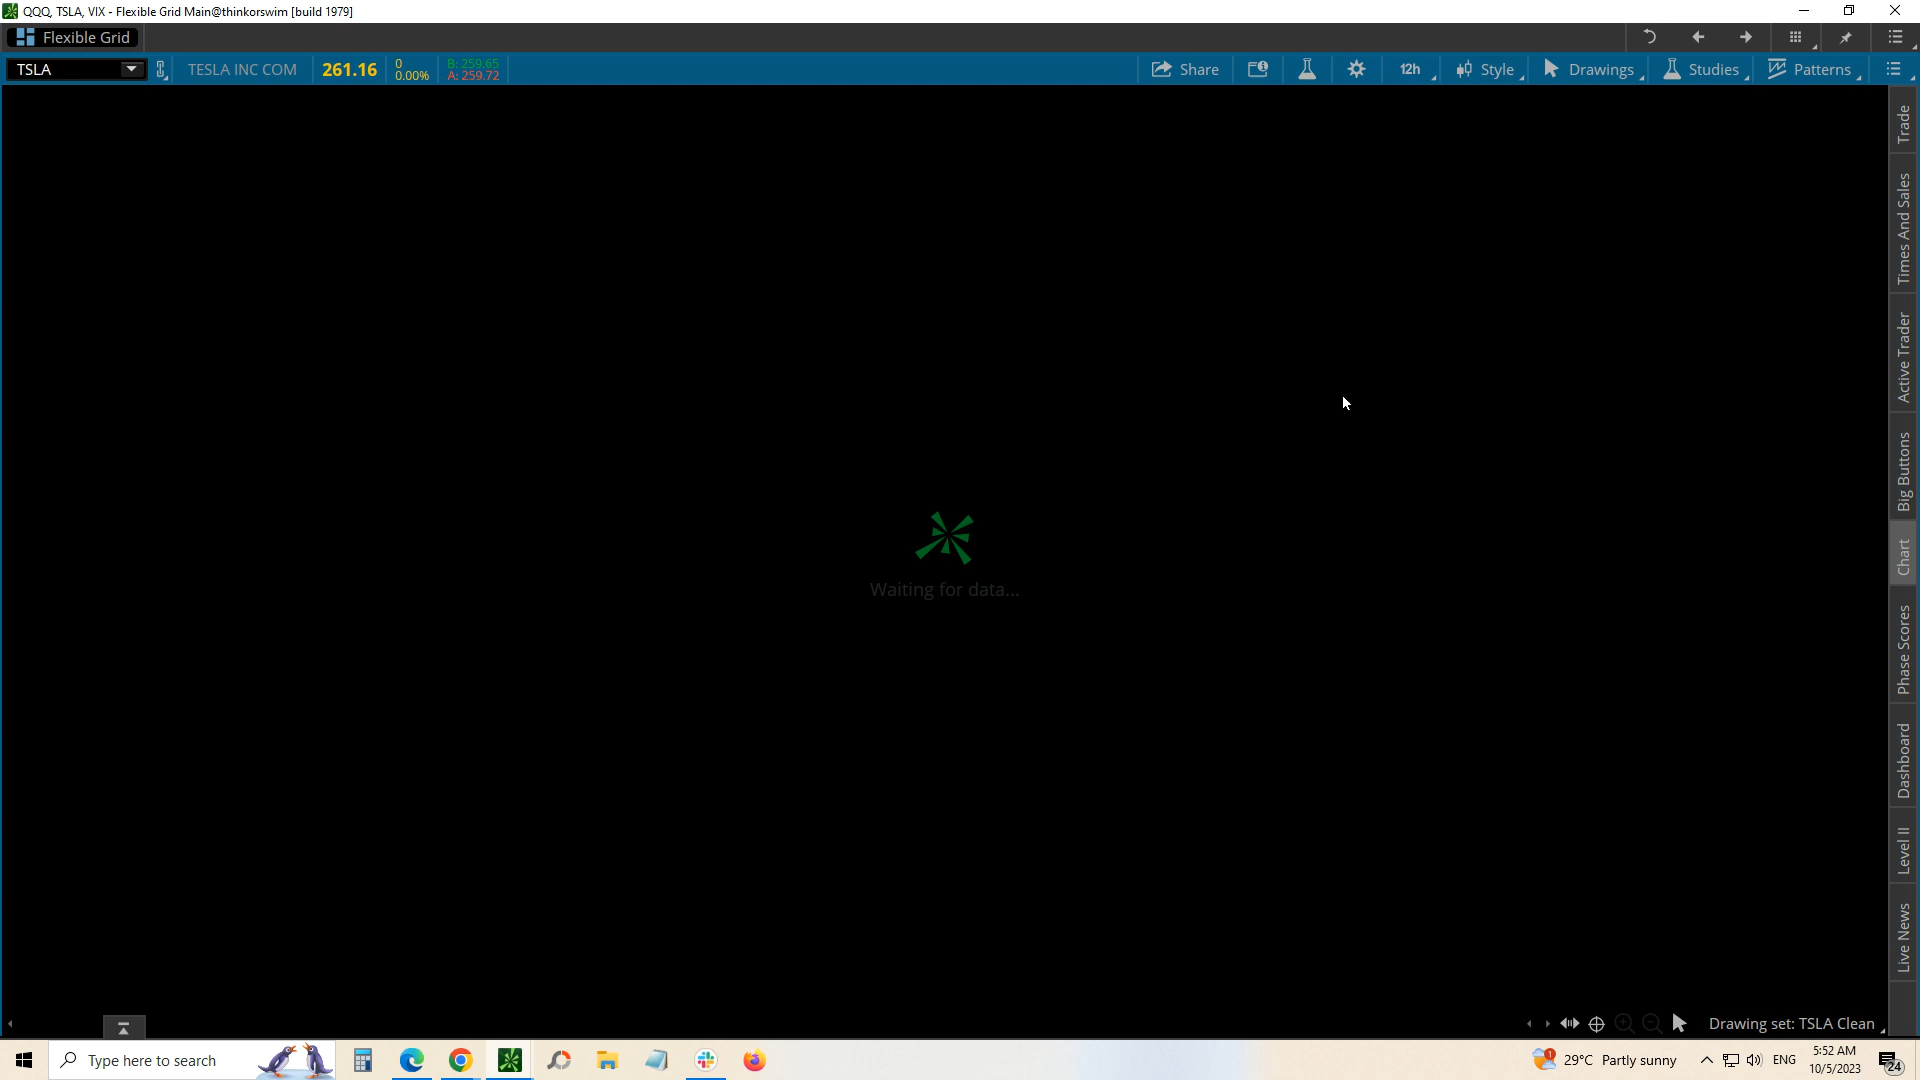 QQQ, TSLA, VIX - Flexible Grid Main@thinkorswim [build 1979]
Flexible Grid
TSLA
TESLA INC COM
261.16
0
0.00%
B: 259.65
A: 259.72
Share
12h
Style
Drawings
Studies
Patterns
Trade
Times And Sales
Active Trader
Big Buttons
Chart
Phase Scores
Dashboard
Level II
Live News
Waiting for data...
Drawing set: TSLA Clean
Type here to search
1
29°C Partly sunny
ENG
5:52 AM
10/5/2023
24